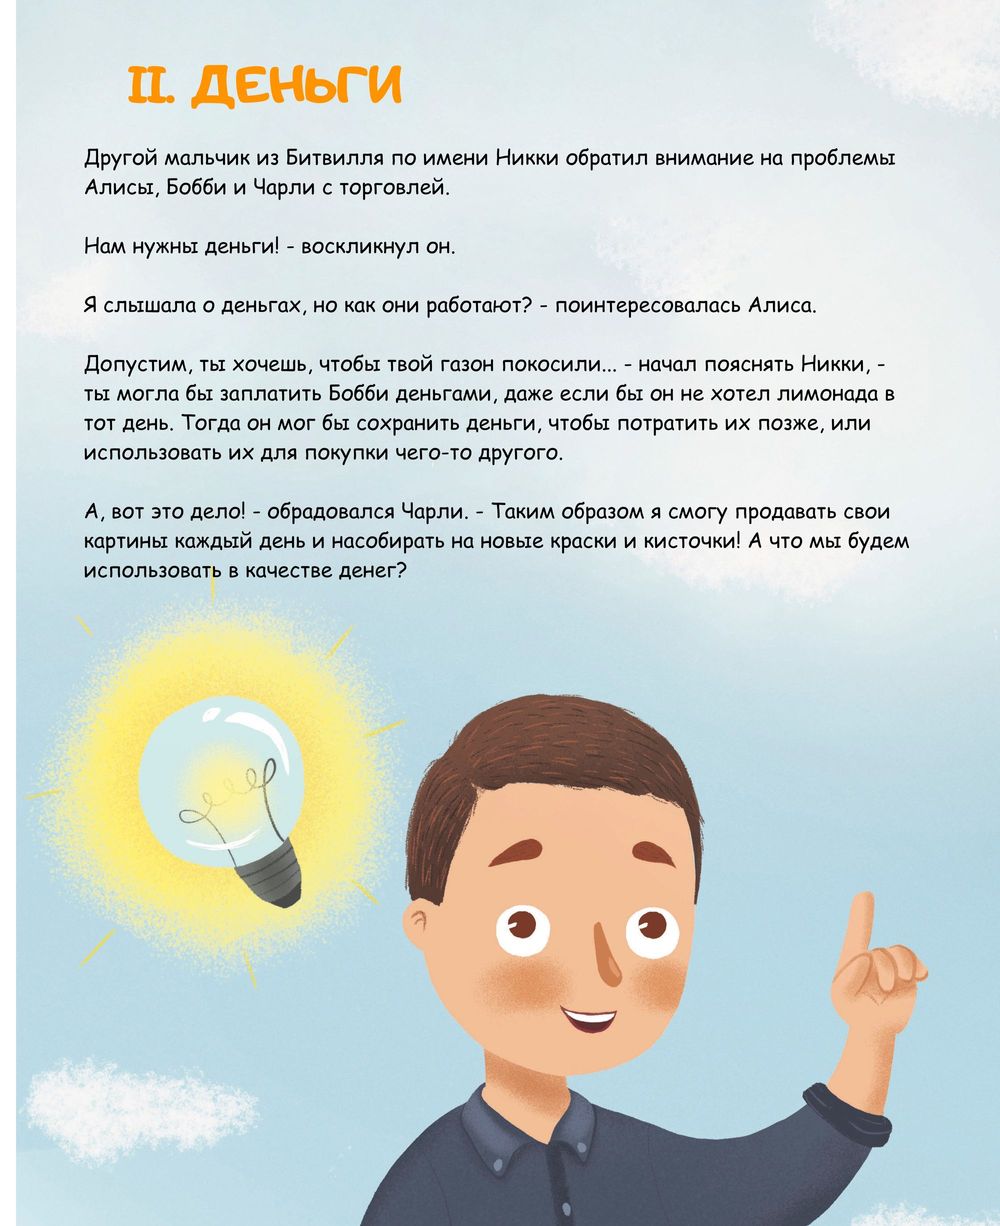 II. ДЕНЬГИ
Другой мальчик из Битвилля по имени Никки обратил внимание на проблемы
Алисы, Бобби и Чарли с торговлей.
Нам нужны деньги! - воскликнул он.
Я слышала о деньгах, но как они работают? - поинтересовалась Алиса.
Допустим, ты хочешь, чтобы твой газон покосили... - начал пояснять Никки, -
ты могла бы заплатить Бобби деньгами, даже если бы он не хотел лимонада в
тот день. Тогда он мог бы сохранить деньги, чтобы потратить их позже, или
использовать их для покупки чего-то другого.
А, вот это дело! - обрадовался Чарли. - Таким образом я смогу продавать свои
картины каждый день и насобирать на новые краски и кисточки! А что мы будем
использовать в качестве денег?